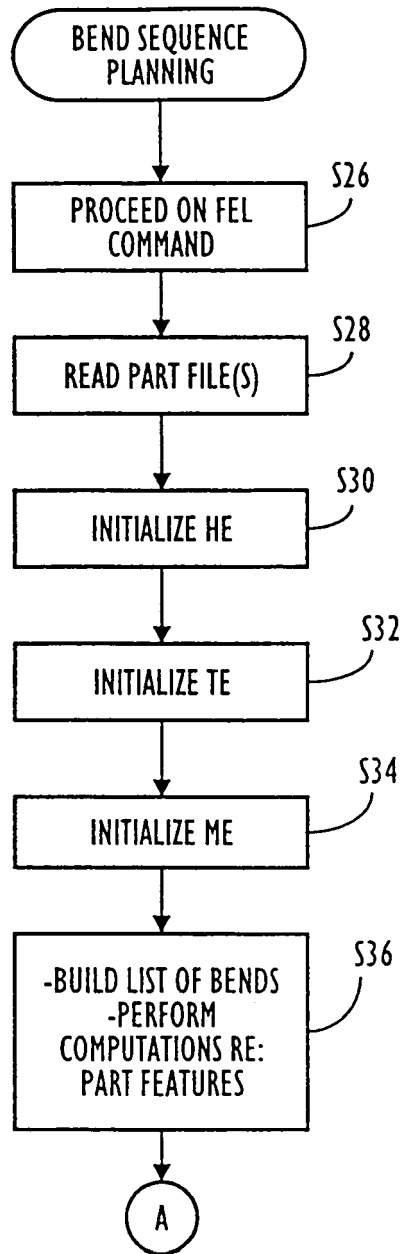 BEND SEQUENCE
PLANNING
S26
PROCEED ON FEL
COMMAND
S28
READ PART FILE(S)
S30
INITIALIZE HE
S32
INITIALIZE TE
S34
INITIALIZE ME
S36
-BUILD LIST OF BENDS
-PERFORM
COMPUTATIONS RE:
PART FEATURES
A